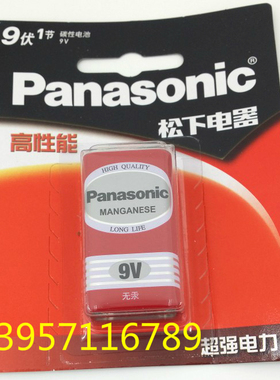 9伏1节 碳性电池
9V
Panasonic
松下电器
高性能
HIGH QUALITY
Panasonic
MANGANESE
LONG LIFE
9V
无汞
3957116789
超强电力